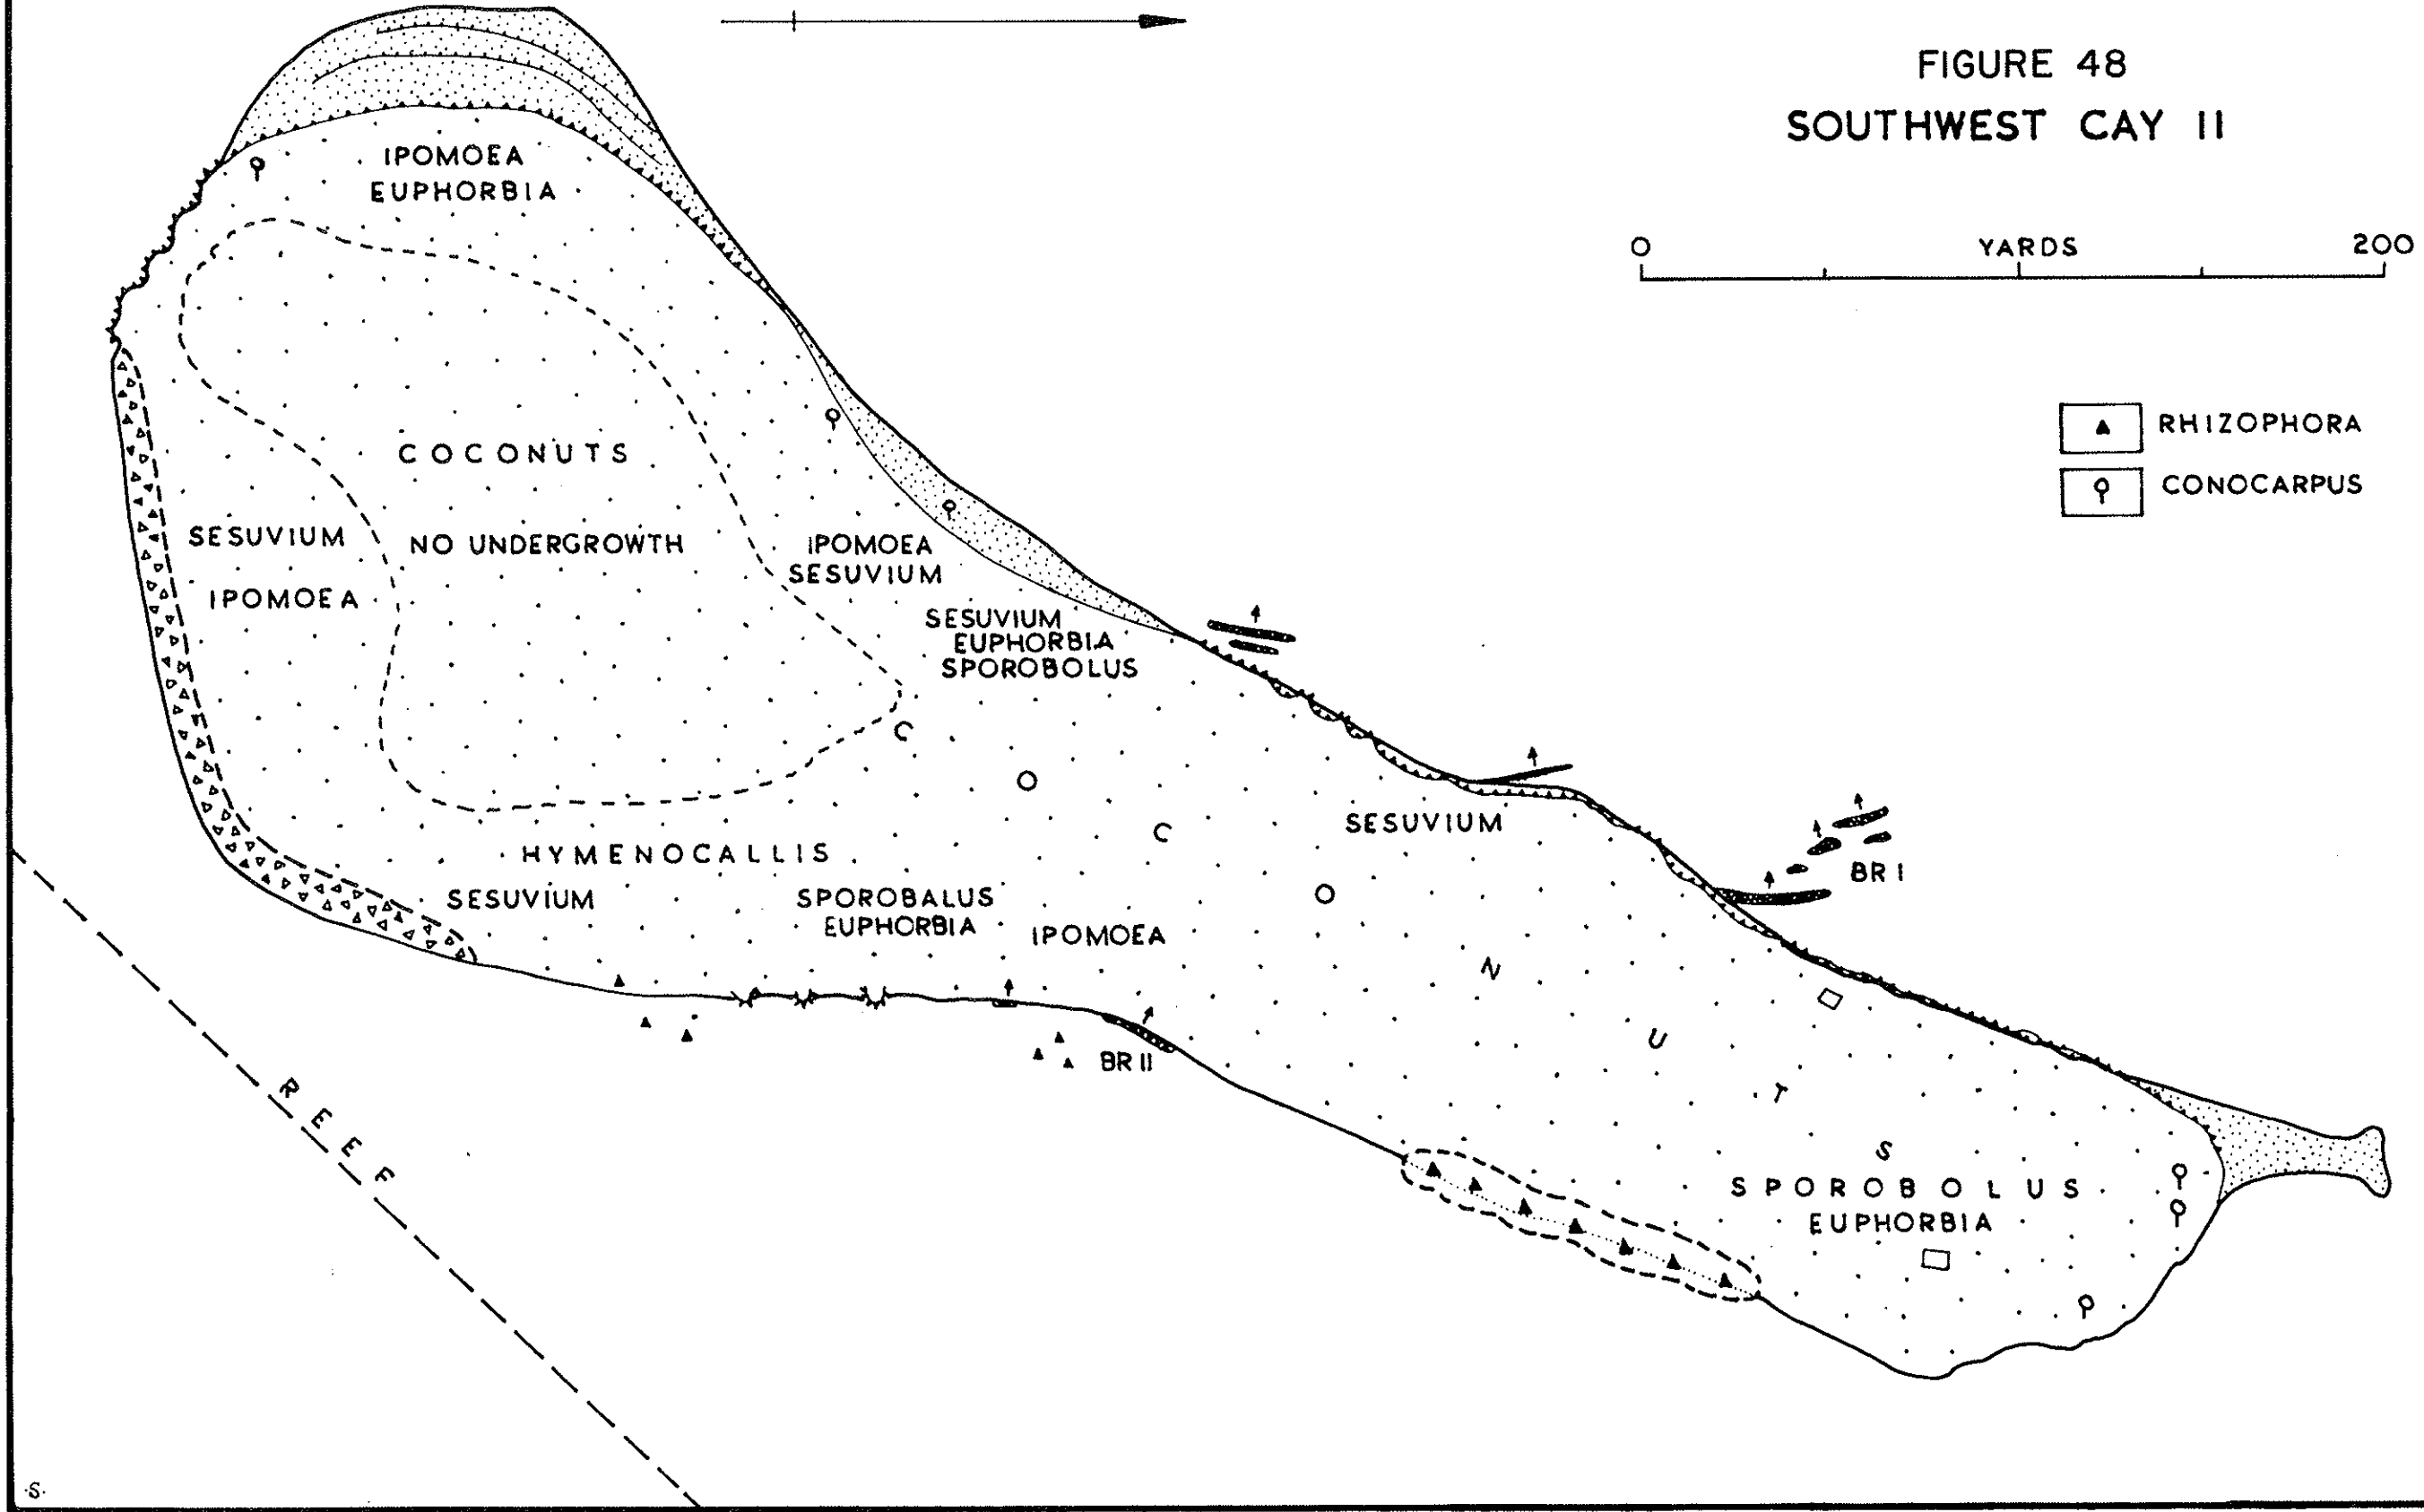 FIGURE 48
SOUTHWEST CAY II
0 YARDS 200
RHIZOPHORA
CONOCARPUS
IPOMOEA
EUPHORBIA
COCONUTS
NO UNDERGROWTH
SESUVIUM
IPOMOEA
IPOMOEA
SESUVIUM
SESUVIUM
EUPHORBIA
SPOROBOLUS
COCONUTS
SESUVIUM
BR I
HYMENOCALLIS
SESUVIUM
SPOROBALUS
EUPHORBIA
IPOMOEA
BR II
SPOROBOLUS
EUPHORBIA
REEF
·S·